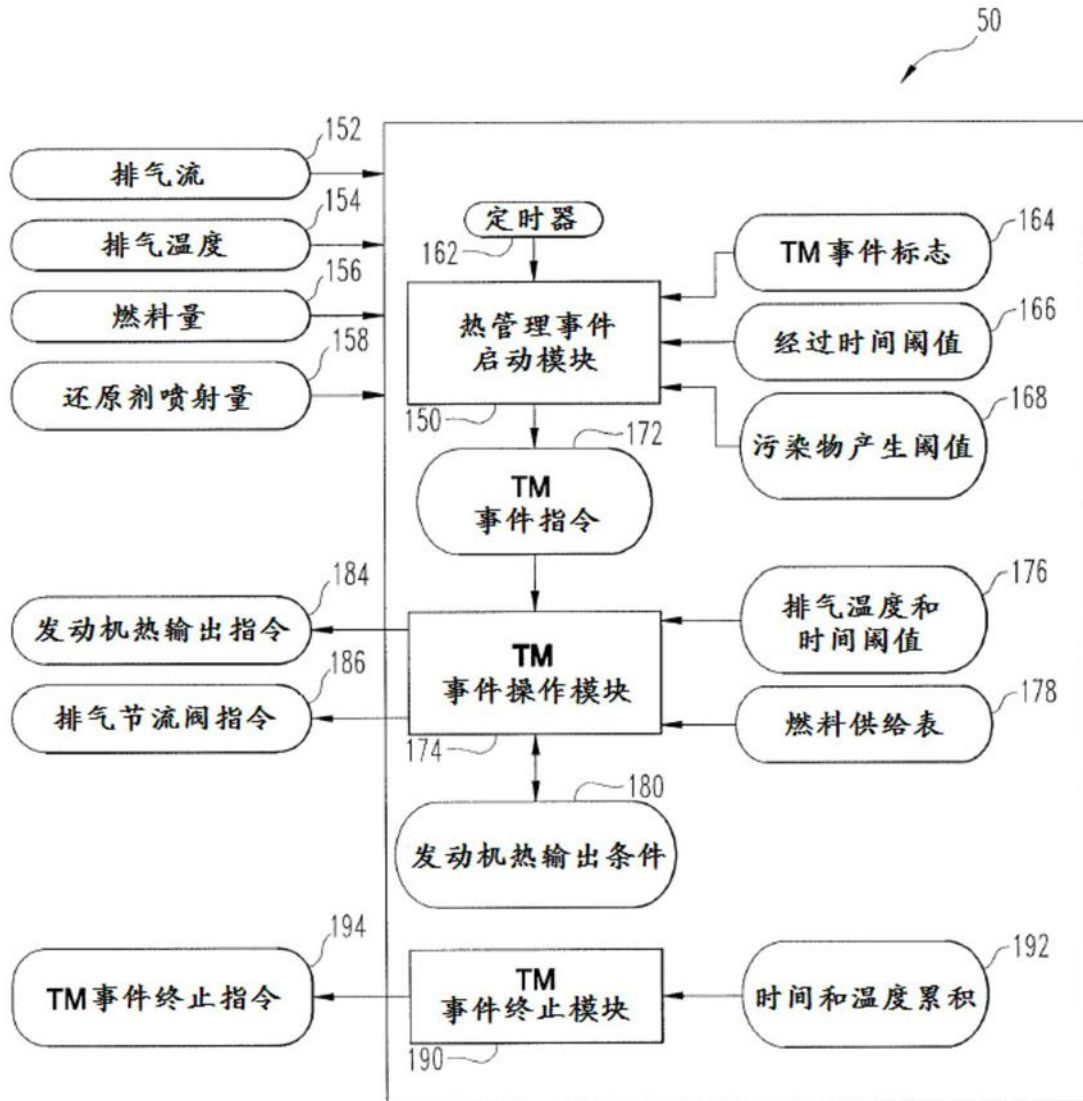 50
152
排气流
154
排气温度
156
燃料量
158
还原剂喷射量
定时器
162
热管理事件
启动模块
150
TM 事件标志
164
经过时间阈值
166
污染物产生阈值
168
172
TM
事件指令
184
发动机热输出指令
186
排气节流阀指令
TM
事件操作模块
174
排气温度和
时间阈值
176
燃料供给表
178
180
发动机热输出条件
194
TM 事件终止指令
TM
事件终止模块
190
时间和温度累积
192